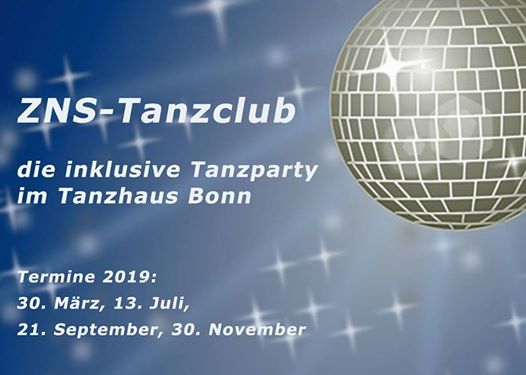 ZNS-Tanzclub
die inklusive Tanzparty
im Tanzhaus Bonn
Termine 2019:
30. März, 13. Juli,
21. September, 30. November